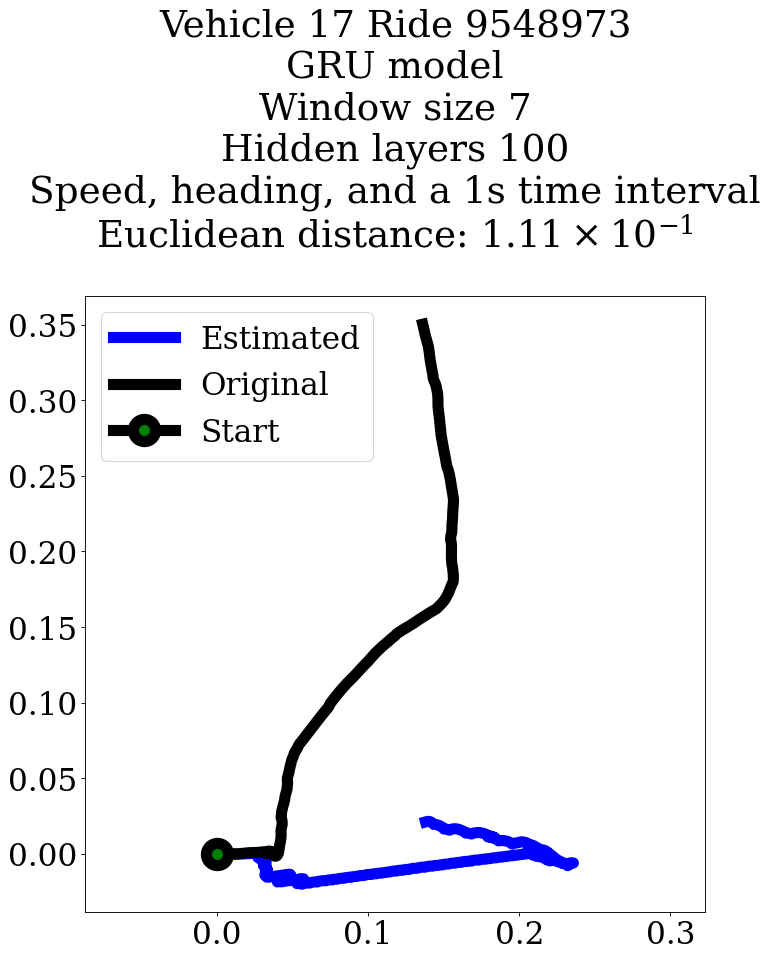 Vehicle 17 Ride 9548973
GRU model
Window size 7
Hidden layers 100
Speed, heading, and a 1s time interval
Euclidean distance: 1.11 × 10⁻¹
Estimated
Original
Start
0.35
0.30
0.25
0.20
0.15
0.10
0.05
0.00
0.0 0.1 0.2 0.3